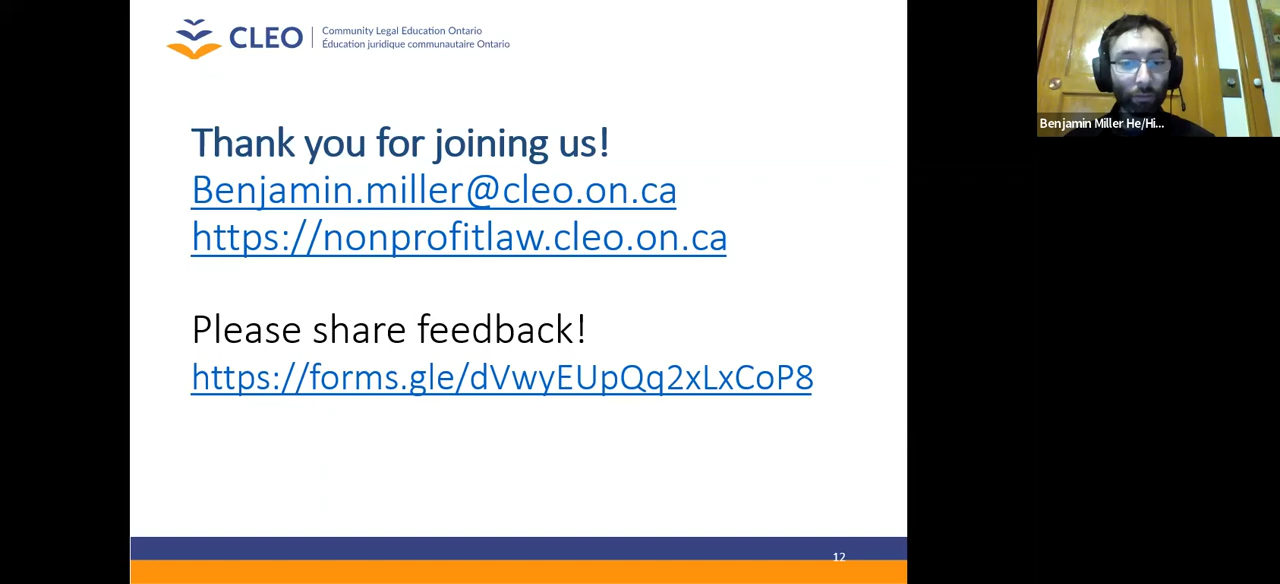 CLEO
Community Legal Education Ontario
Éducation juridique communautaire Ontario
Thank you for joining us!
Benjamin.miller@cleo.on.ca
https://nonprofitlaw.cleo.on.ca
Please share feedback!
https://forms.gle/dVwyEUpQq2xLxCoP8
12
Benjamin Miller He/Hi...